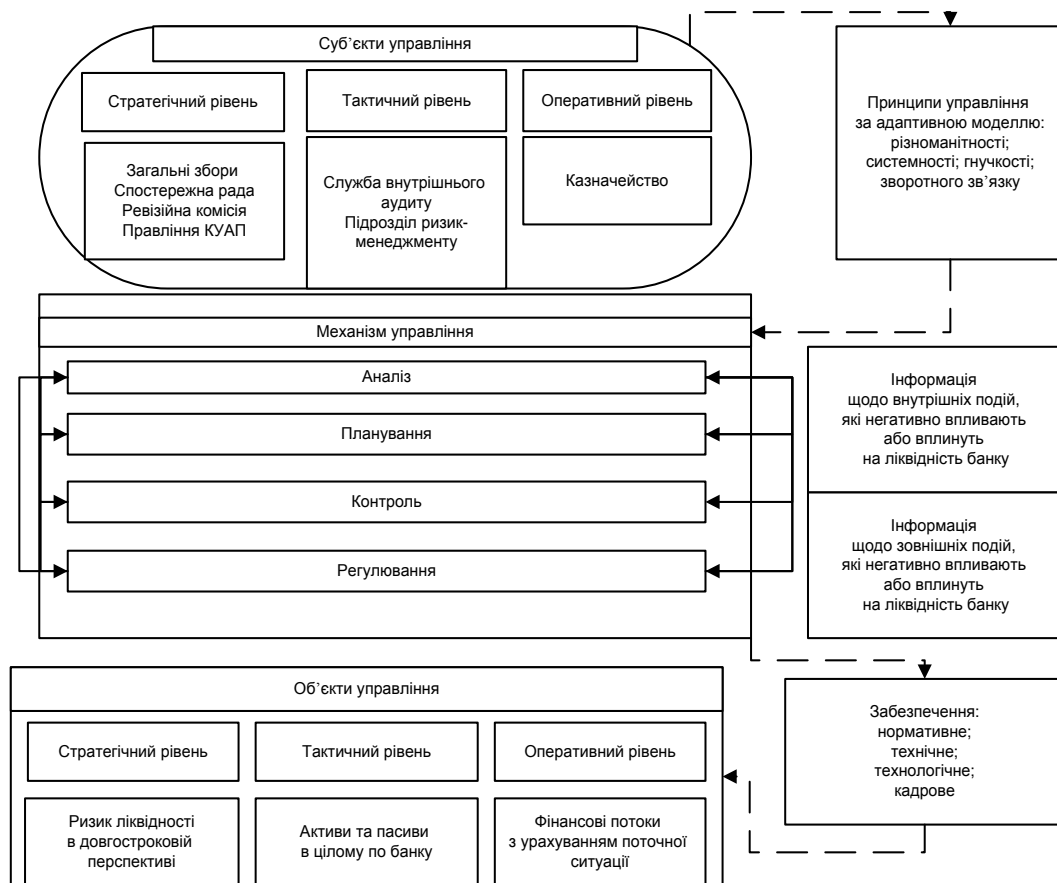 Суб’єкти управління
Стратегічний рівень
Тактичний рівень
Оперативний рівень
Загальні збори
Спостережна рада
Ревізійна комісія
Правління КУАП
Служба внутрішнього
аудиту
Підрозділ ризик-
менеджменту
Казначейство
Принципи управління
за адаптивною моделлю:
різноманітності;
системності; гнучкості;
зворотного зв’язку
Механізм управління
Аналіз
Планування
Контроль
Регулювання
Інформація
щодо внутрішніх подій,
які негативно впливають
або вплинуть
на ліквідність банку
Інформація
щодо зовнішніх подій,
які негативно впливають
або вплинуть
на ліквідність банку
Об’єкти управління
Стратегічний рівень
Тактичний рівень
Оперативний рівень
Ризик ліквідності
в довгостроковій
перспективі
Активи та пасиви
в цілому по банку
Фінансові потоки
з урахуванням поточної
ситуації
Забезпечення:
нормативне;
технічне;
технологічне;
кадрове